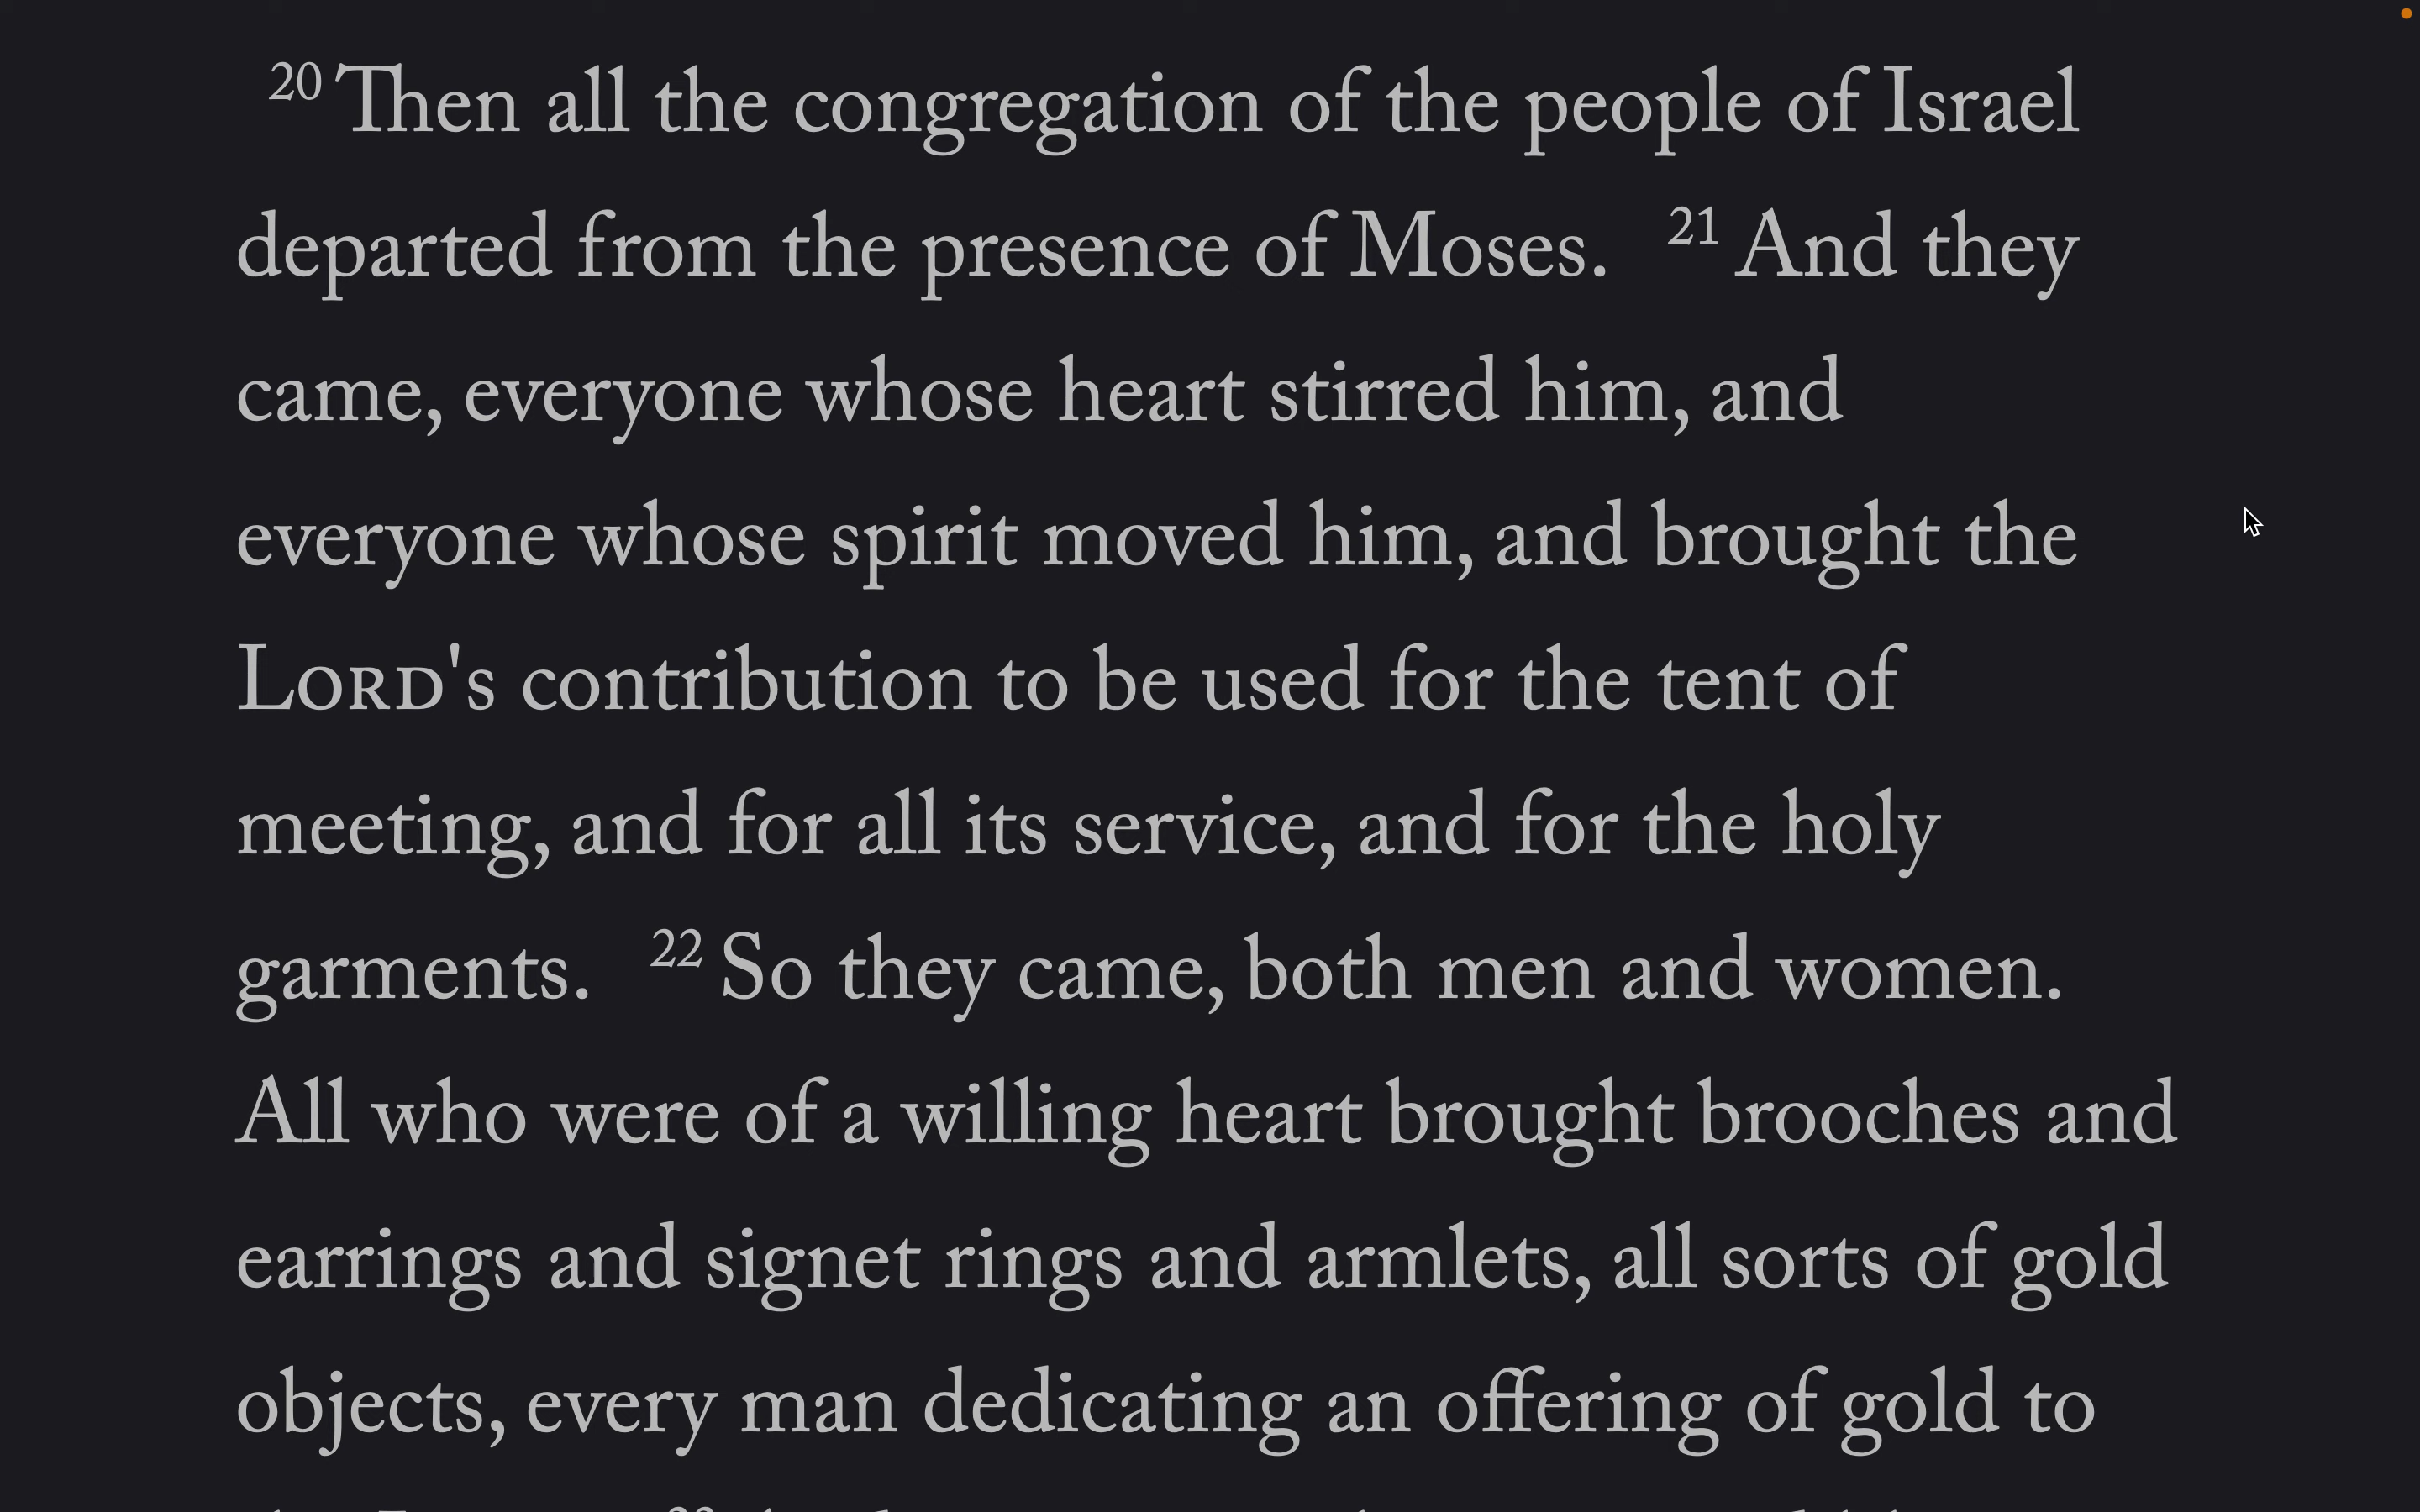 20 Then all the congregation of the people of Israel
departed from the presence of Moses. 21 And they
came, everyone whose heart stirred him, and
everyone whose spirit moved him, and brought the
LORD's contribution to be used for the tent of
meeting, and for all its service, and for the holy
garments. 22 So they came, both men and women.
All who were of a willing heart brought brooches and
earrings and signet rings and armlets, all sorts of gold
objects, every man dedicating an offering of gold to